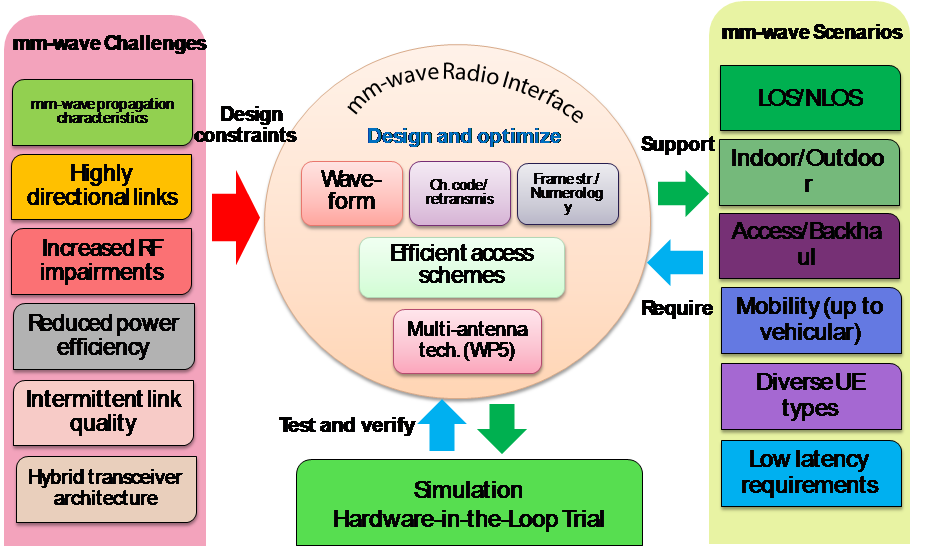 mm-wave Challenges
mm-wave propagation
characteristics
Highly
directional links
Increased RF
impairments
Reduced power
efficiency
Intermittent link
quality
Hybrid transceiver
architecture
Design
constraints
mm-wave Radio Interface
Design and optimize
Wave-
form
Ch. code/
retransmis
Frame str./
Numerolog
y
Efficient access
schemes
Multi-antenna
tech. (WP5)
Test and verify
Simulation
Hardware-in-the-Loop Trial
Support
Require
mm-wave Scenarios
LOS/NLOS
Indoor/Outdoo
r
Access/Backha
ul
Mobility (up to
vehicular)
Diverse UE
types
Low latency
requirements